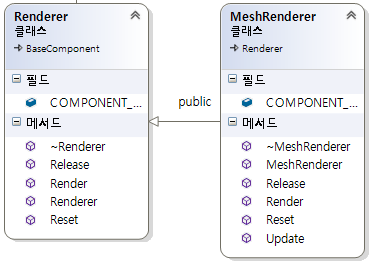 Renderer
클래스
BaseComponent
필드
COMPONENT_...
메서드
~Renderer
Release
Render
Renderer
Reset
public
MeshRenderer
클래스
Renderer
필드
COMPONENT_...
메서드
~MeshRenderer
MeshRenderer
Release
Render
Reset
Update